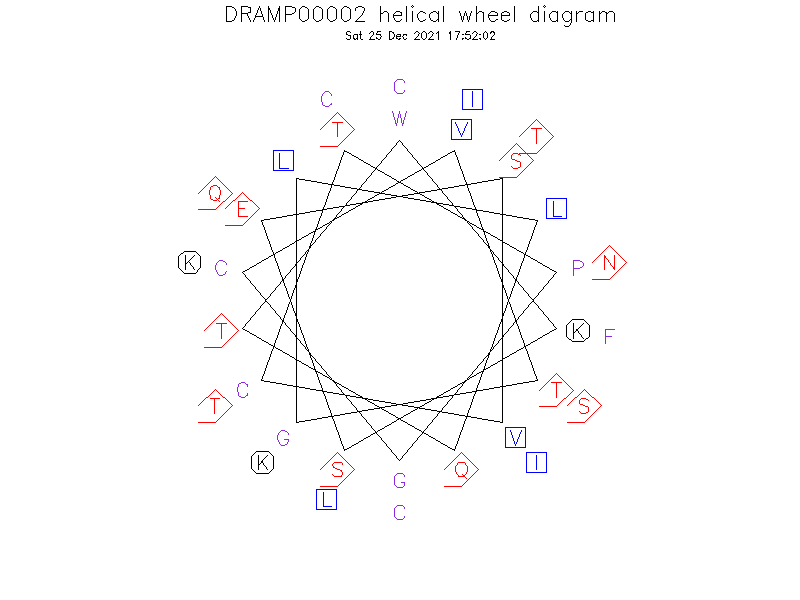 DRAMP00002 helical wheel diagram
Sat 25 Dec 2021 17:52:02
C
C I
W
T V T
S
L
Q E L
K C P N
T K F
C T S
T
G V
K S Q I
L G
C